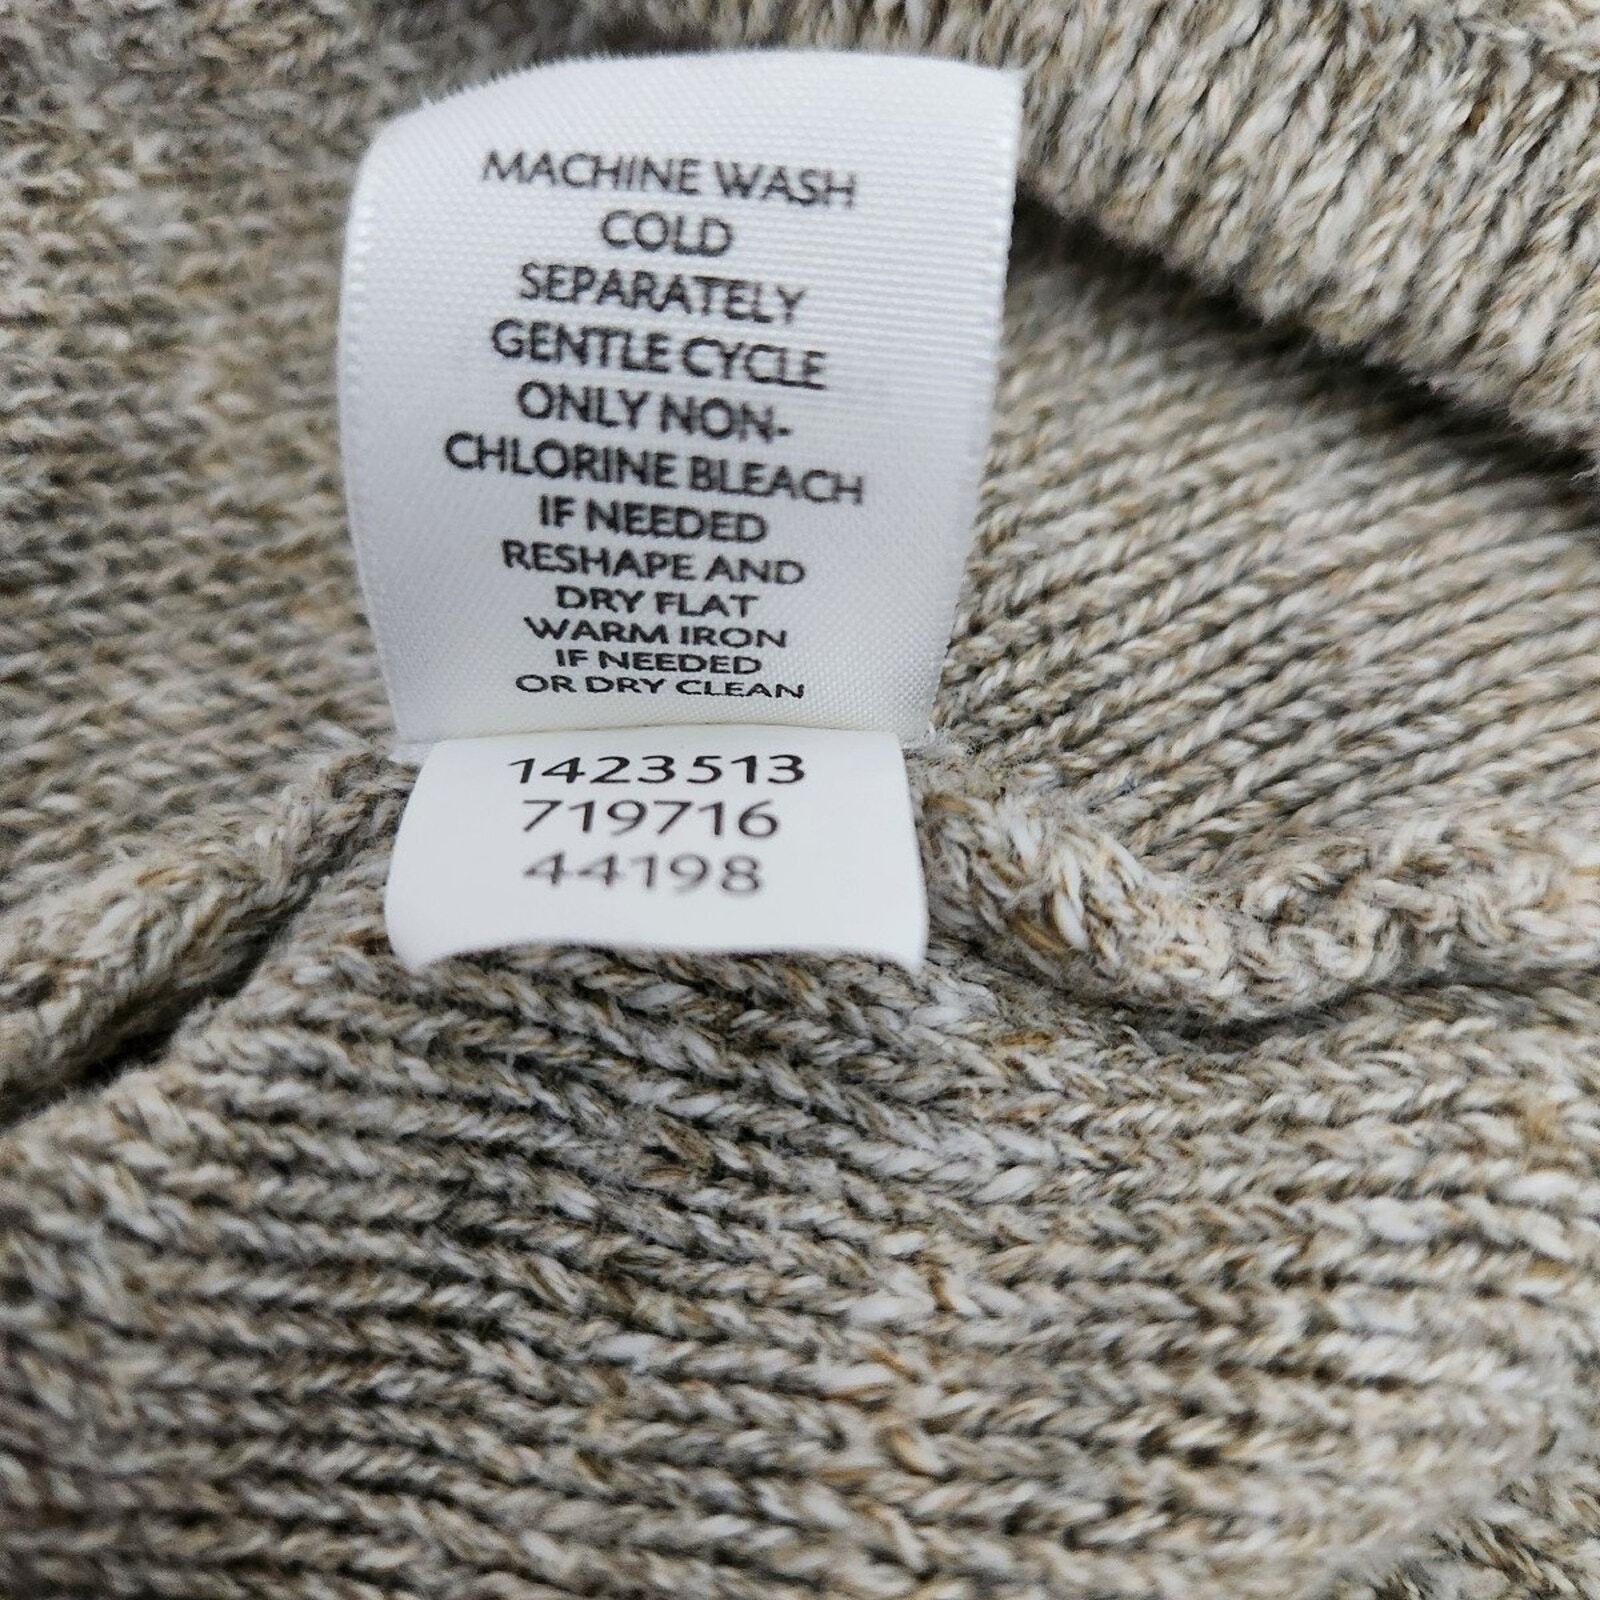 MACHINE WASH
COLD
SEPARATELY
GENTLE CYCLE
ONLY NON-
CHLORINE BLEACH
IF NEEDED
RESHAPE AND
DRY FLAT
WARM IRON
IF NEEDED
OR DRY CLEAN
1423513
719716
44198